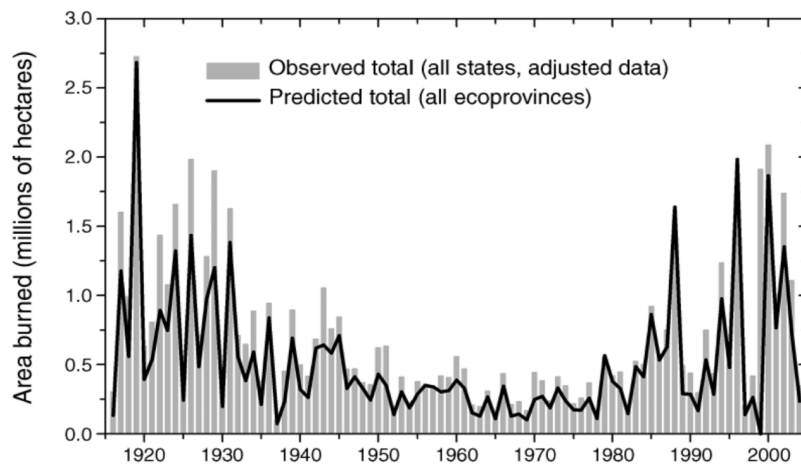 3.0
2.5
2.0
1.5
1.0
0.5
0.0
Area burned (millions of hectares)
Observed total (all states, adjusted data)
Predicted total (all ecoprovinces)
1920 1930 1940 1950 1960 1970 1980 1990 2000